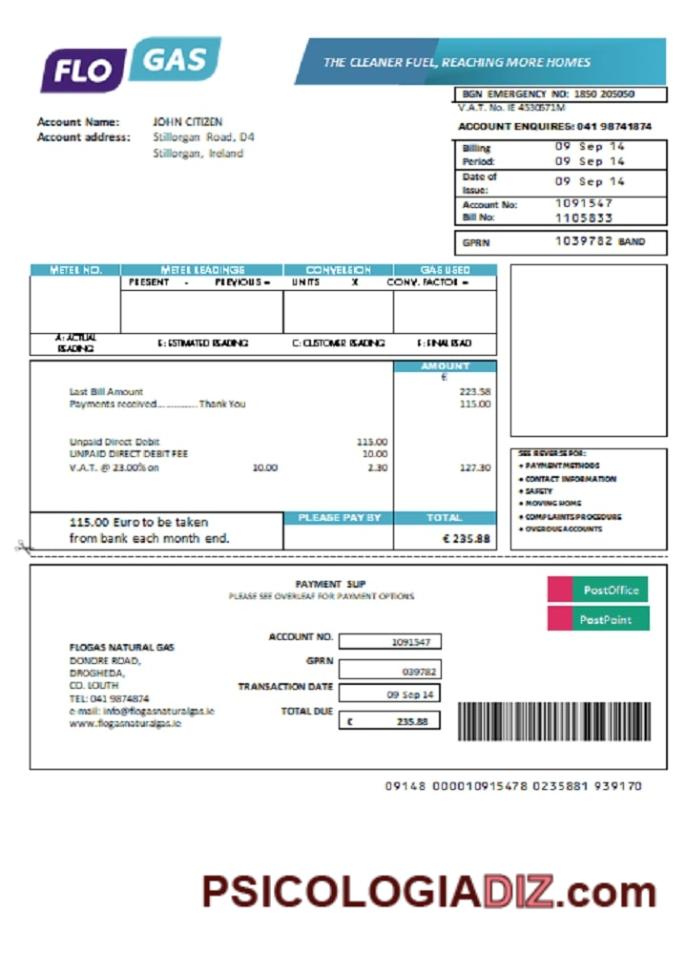 FLO GAS
THE CLEANER FUEL, REACHING MORE HOMES
BGN EMERGENCY NO: 1850 205050
V.A.T. No. IE 4530571M
ACCOUNT ENQUIRES: 041 98741874
Account Name: JOHN CITIZEN
Account address: Stillorgan Road, D4
Stillorgan, Ireland
Billing 09 Sep 14
Period: 09 Sep 14
Date of
Issue: 09 Sep 14
Account No: 1091547
Bill No: 1105833
GPRN 1039782 BAND
GAS USED
PRESENT - PREVIOUS = UNITS X CONV. FACTOR =
A: ACTUAL
READING
E: ESTIMATED READING C: CUSTOMER READING F: FINAL READ
AMOUNT
€
Last Bill Amount 223.58
Payments received.............. Thank You 115.00
Unpaid Direct Debit 115.00
UNPAID DIRECT DEBIT FEE 10.00
V.A.T. @ 23.00% on 10.00 2.30 127.30
SEE REVERSE FOR:
• PAYMENT METHODS
• CONTACT INFORMATION
• SAFETY
• MOVING HOME
• COMPLAINTS PROCEDURE
• OVERDUE ACCOUNTS
115.00 Euro to be taken
from bank each month end.
PLEASE PAY BY TOTAL
€ 235.88
PAYMENT SLIP
PLEASE SEE OVERLEAF FOR PAYMENT OPTIONS
PostOffice
PostPoint
FLOGAS NATURAL GAS
DONORE ROAD,
DROGHEDA,
CO. LOUTH
TEL: 041 9874874
e-mail: info@flogasnaturalgas.ie
www.flogasnaturalgas.ie
ACCOUNT NO. 1091547
GPRN 039782
TRANSACTION DATE 09 Sep 14
TOTAL DUE € 235.88
09148 000010915478 0235881 939170
PSICOLOGIADIZ.com